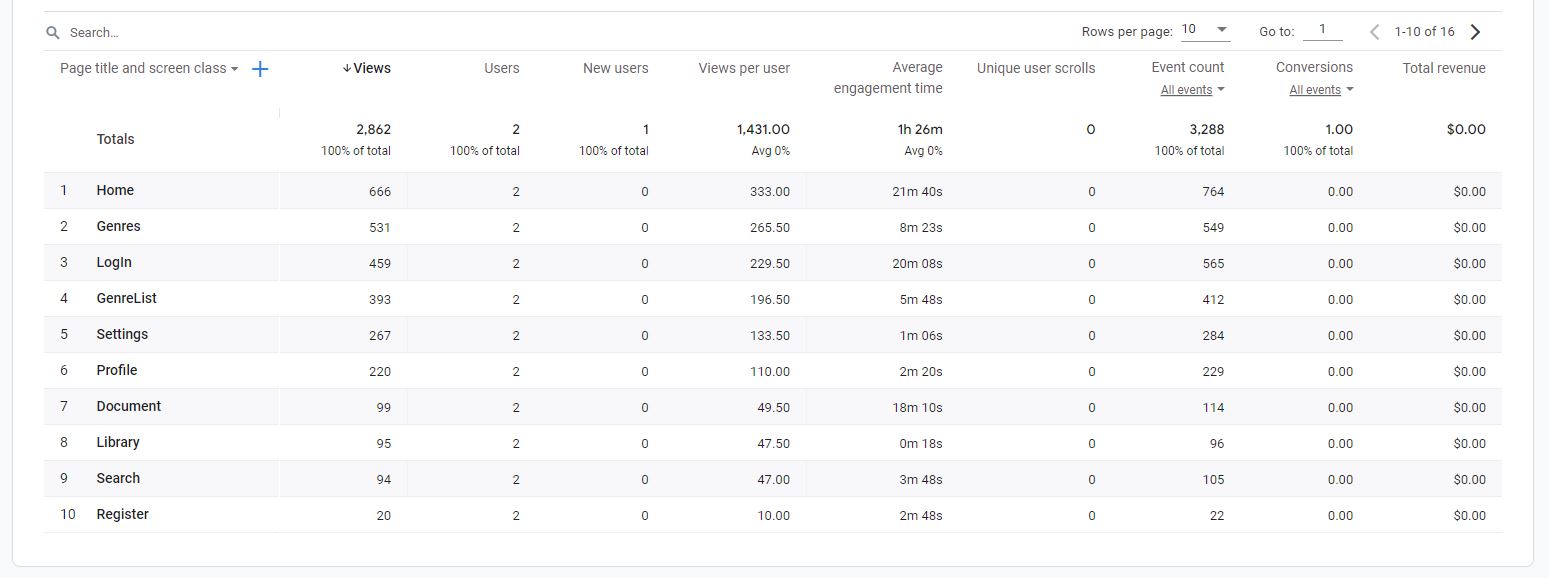 Search... Rows per page: 10 Go to: 1 1-10 of 16
Page title and screen class Views Users New users Views per user Average engagement time Unique user scrolls Event count All events Conversions All events Total revenue
Totals 2,862 2 1 1,431.00 1h 26m 0 3,288 1.00 $0.00
100% of total 100% of total 100% of total Avg 0% Avg 0% 100% of total 100% of total
1 Home 666 2 0 333.00 21m 40s 0 764 0.00 $0.00
2 Genres 531 2 0 265.50 8m 23s 0 549 0.00 $0.00
3 LogIn 459 2 0 229.50 20m 08s 0 565 0.00 $0.00
4 GenreList 393 2 0 196.50 5m 48s 0 412 0.00 $0.00
5 Settings 267 2 0 133.50 1m 06s 0 284 0.00 $0.00
6 Profile 220 2 0 110.00 2m 20s 0 229 0.00 $0.00
7 Document 99 2 0 49.50 18m 10s 0 114 0.00 $0.00
8 Library 95 2 0 47.50 0m 18s 0 96 0.00 $0.00
9 Search 94 2 0 47.00 3m 48s 0 105 0.00 $0.00
10 Register 20 2 0 10.00 2m 48s 0 22 0.00 $0.00